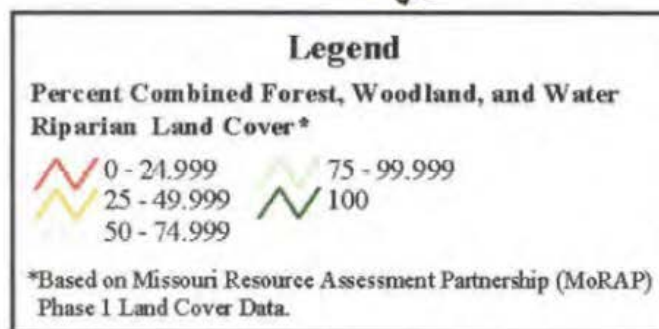 Legend
Percent Combined Forest, Woodland, and Water
Riparian Land Cover*
0 - 24.999
25 - 49.999
50 - 74.999
75 - 99.999
100
*Based on Missouri Resource Assessment Partnership (MoRAP)
Phase 1 Land Cover Data.